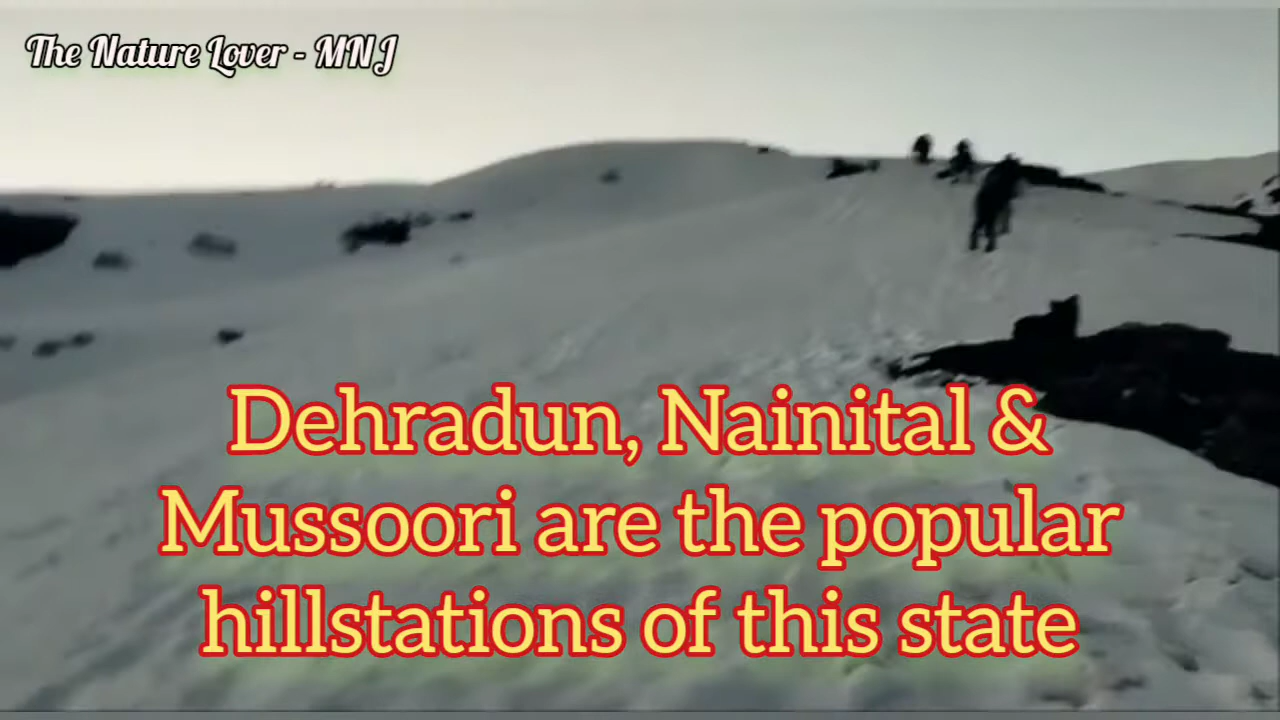 The Nature Lover - MNJ
Dehradun, Nainital &
Mussoori are the popular
hillstations of this state